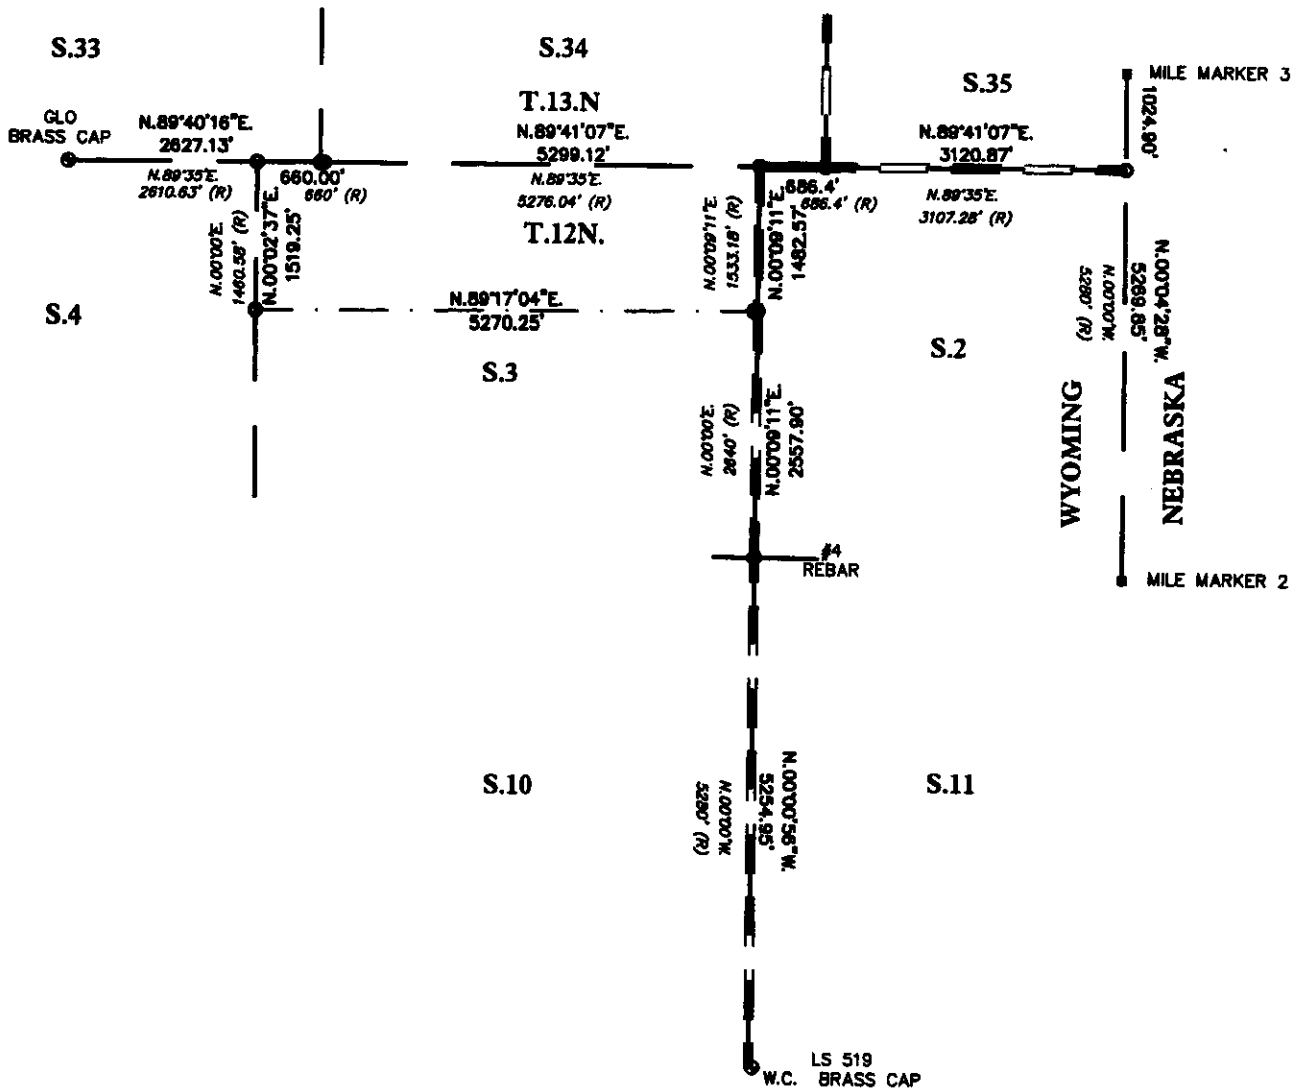 S.33
S.34
S.35
MILE MARKER 3
GLO
BRASS CAP
T.13.N
N.89°40'16"E.
2627.13'
N.89°41'07"E.
5299.12'
N.89°41'07"E.
3120.87'
1024.90'
N.89°35'E.
2610.63' (R)
660.00'
660' (R)
N.89°35'E.
5276.04' (R)
686.4'
686.4' (R)
N.89°35'E.
3107.28' (R)
T.12N.
N.00°00'E.
1460.58' (R)
N.00°02'37"E.
1519.25'
N.00°09'11"E.
1533.18' (R)
N.00°09'11"E.
1482.57'
N.00°04'28"W.
5269.85'
N.00°00'W.
5280' (R)
S.4
N.89°17'04"E.
5270.25'
S.3
S.2
N.00°00'E.
2640' (R)
N.00°09'11"E.
2557.90'
WYOMING
NEBRASKA
#4
REBAR
MILE MARKER 2
S.10
S.11
N.00°00'56"W.
5254.95'
N.00°00'W.
5280' (R)
LS 519
W.C. BRASS CAP